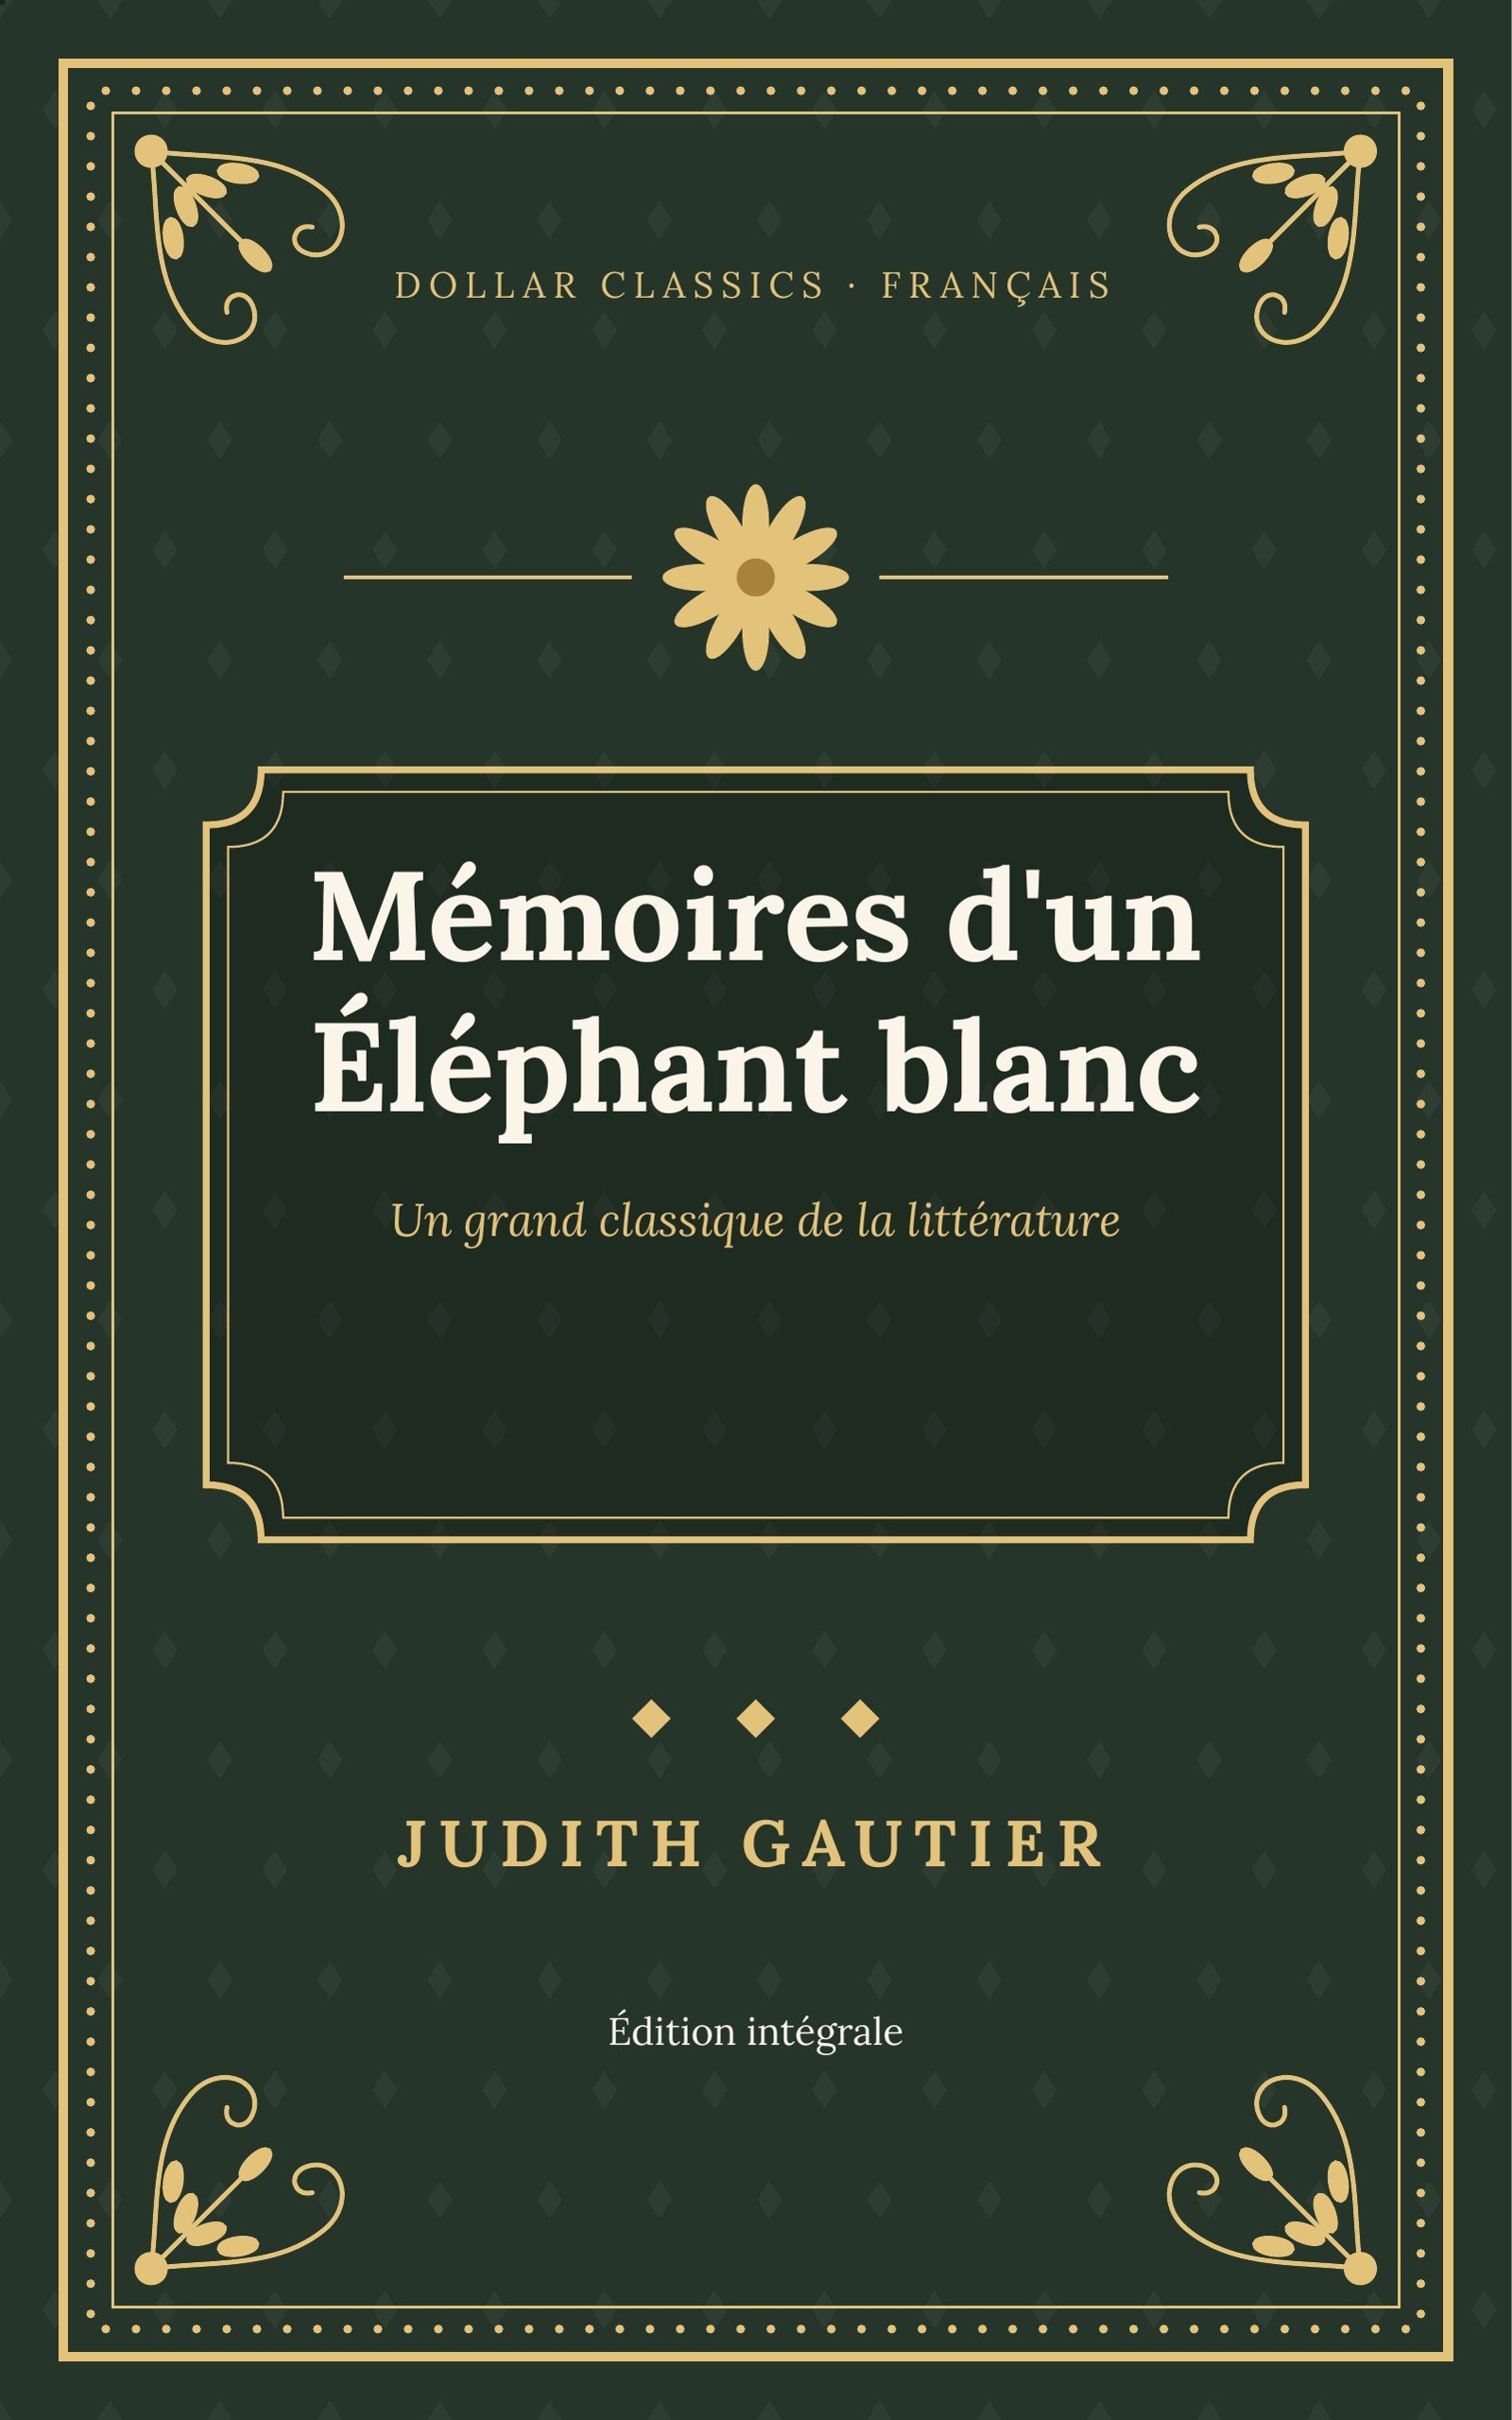 DOLLAR CLASSICS · FRANÇAIS
Mémoires d'un
Éléphant blanc
Un grand classique de la littérature
JUDITH GAUTIER
Édition intégrale